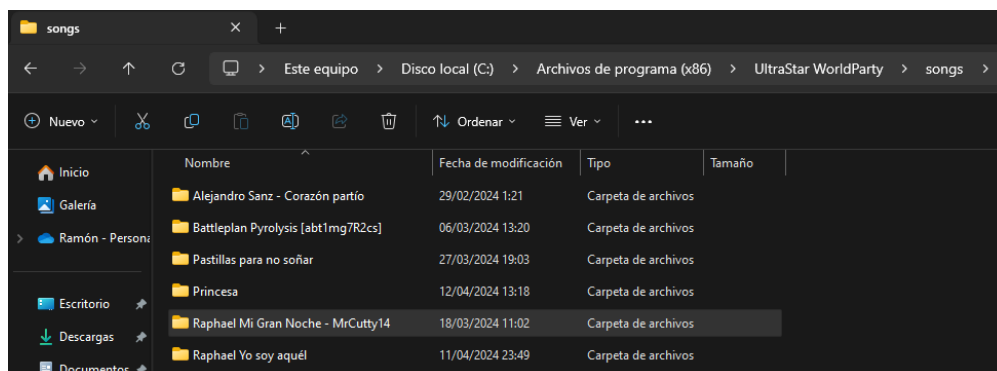 songs
Este equipo > Disco local (C:) > Archivos de programa (x86) > UltraStar WorldParty > songs >
Nuevo Ordenar Ver
Nombre Fecha de modificación Tipo Tamaño
Inicio
Galería
Ramón - Persona
Escritorio
Descargas
Documentos
Alejandro Sanz - Corazón partío 29/02/2024 1:21 Carpeta de archivos
Battleplan Pyrolysis [abt1mg7R2cs] 06/03/2024 13:20 Carpeta de archivos
Pastillas para no soñar 27/03/2024 19:03 Carpeta de archivos
Princesa 12/04/2024 13:18 Carpeta de archivos
Raphael Mi Gran Noche - MrCutty14 18/03/2024 11:02 Carpeta de archivos
Raphael Yo soy aquél 11/04/2024 23:49 Carpeta de archivos